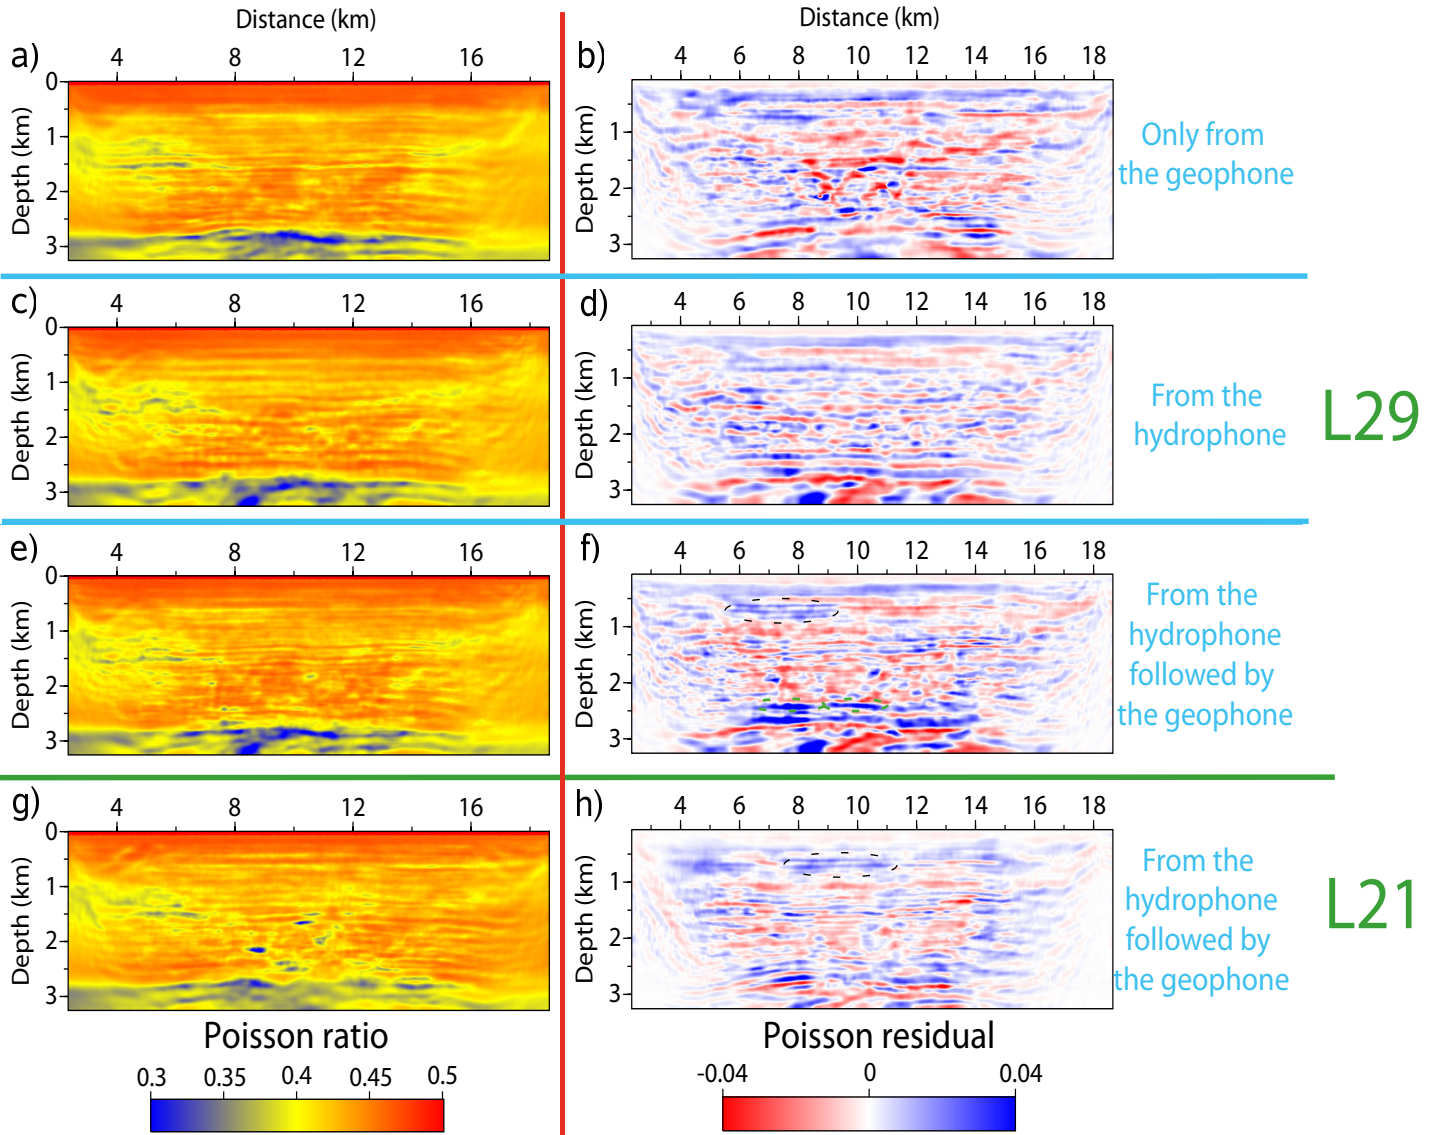 Distance (km)
Distance (km)
a)
4 8 12 16
0
1
2
3
Depth (km)
b)
4 6 8 10 12 14 16 18
1
2
3
Depth (km)
Only from
the geophone
c)
4 8 12 16
0
1
2
3
Depth (km)
d)
4 6 8 10 12 14 16 18
1
2
3
Depth (km)
From the
hydrophone
L29
e)
4 8 12 16
0
1
2
3
Depth (km)
f)
4 6 8 10 12 14 16 18
1
2
3
Depth (km)
From the
hydrophone
followed by
the geophone
g)
4 8 12 16
0
1
2
3
Depth (km)
h)
4 6 8 10 12 14 16 18
1
2
3
Depth (km)
From the
hydrophone
followed by
the geophone
L21
Poisson ratio
0.3 0.35 0.4 0.45 0.5
Poisson residual
-0.04 0 0.04